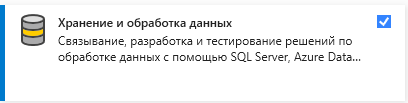 Хранение и обработка данных
Связывание, разработка и тестирование решений по
обработке данных с помощью SQL Server, Azure Data...